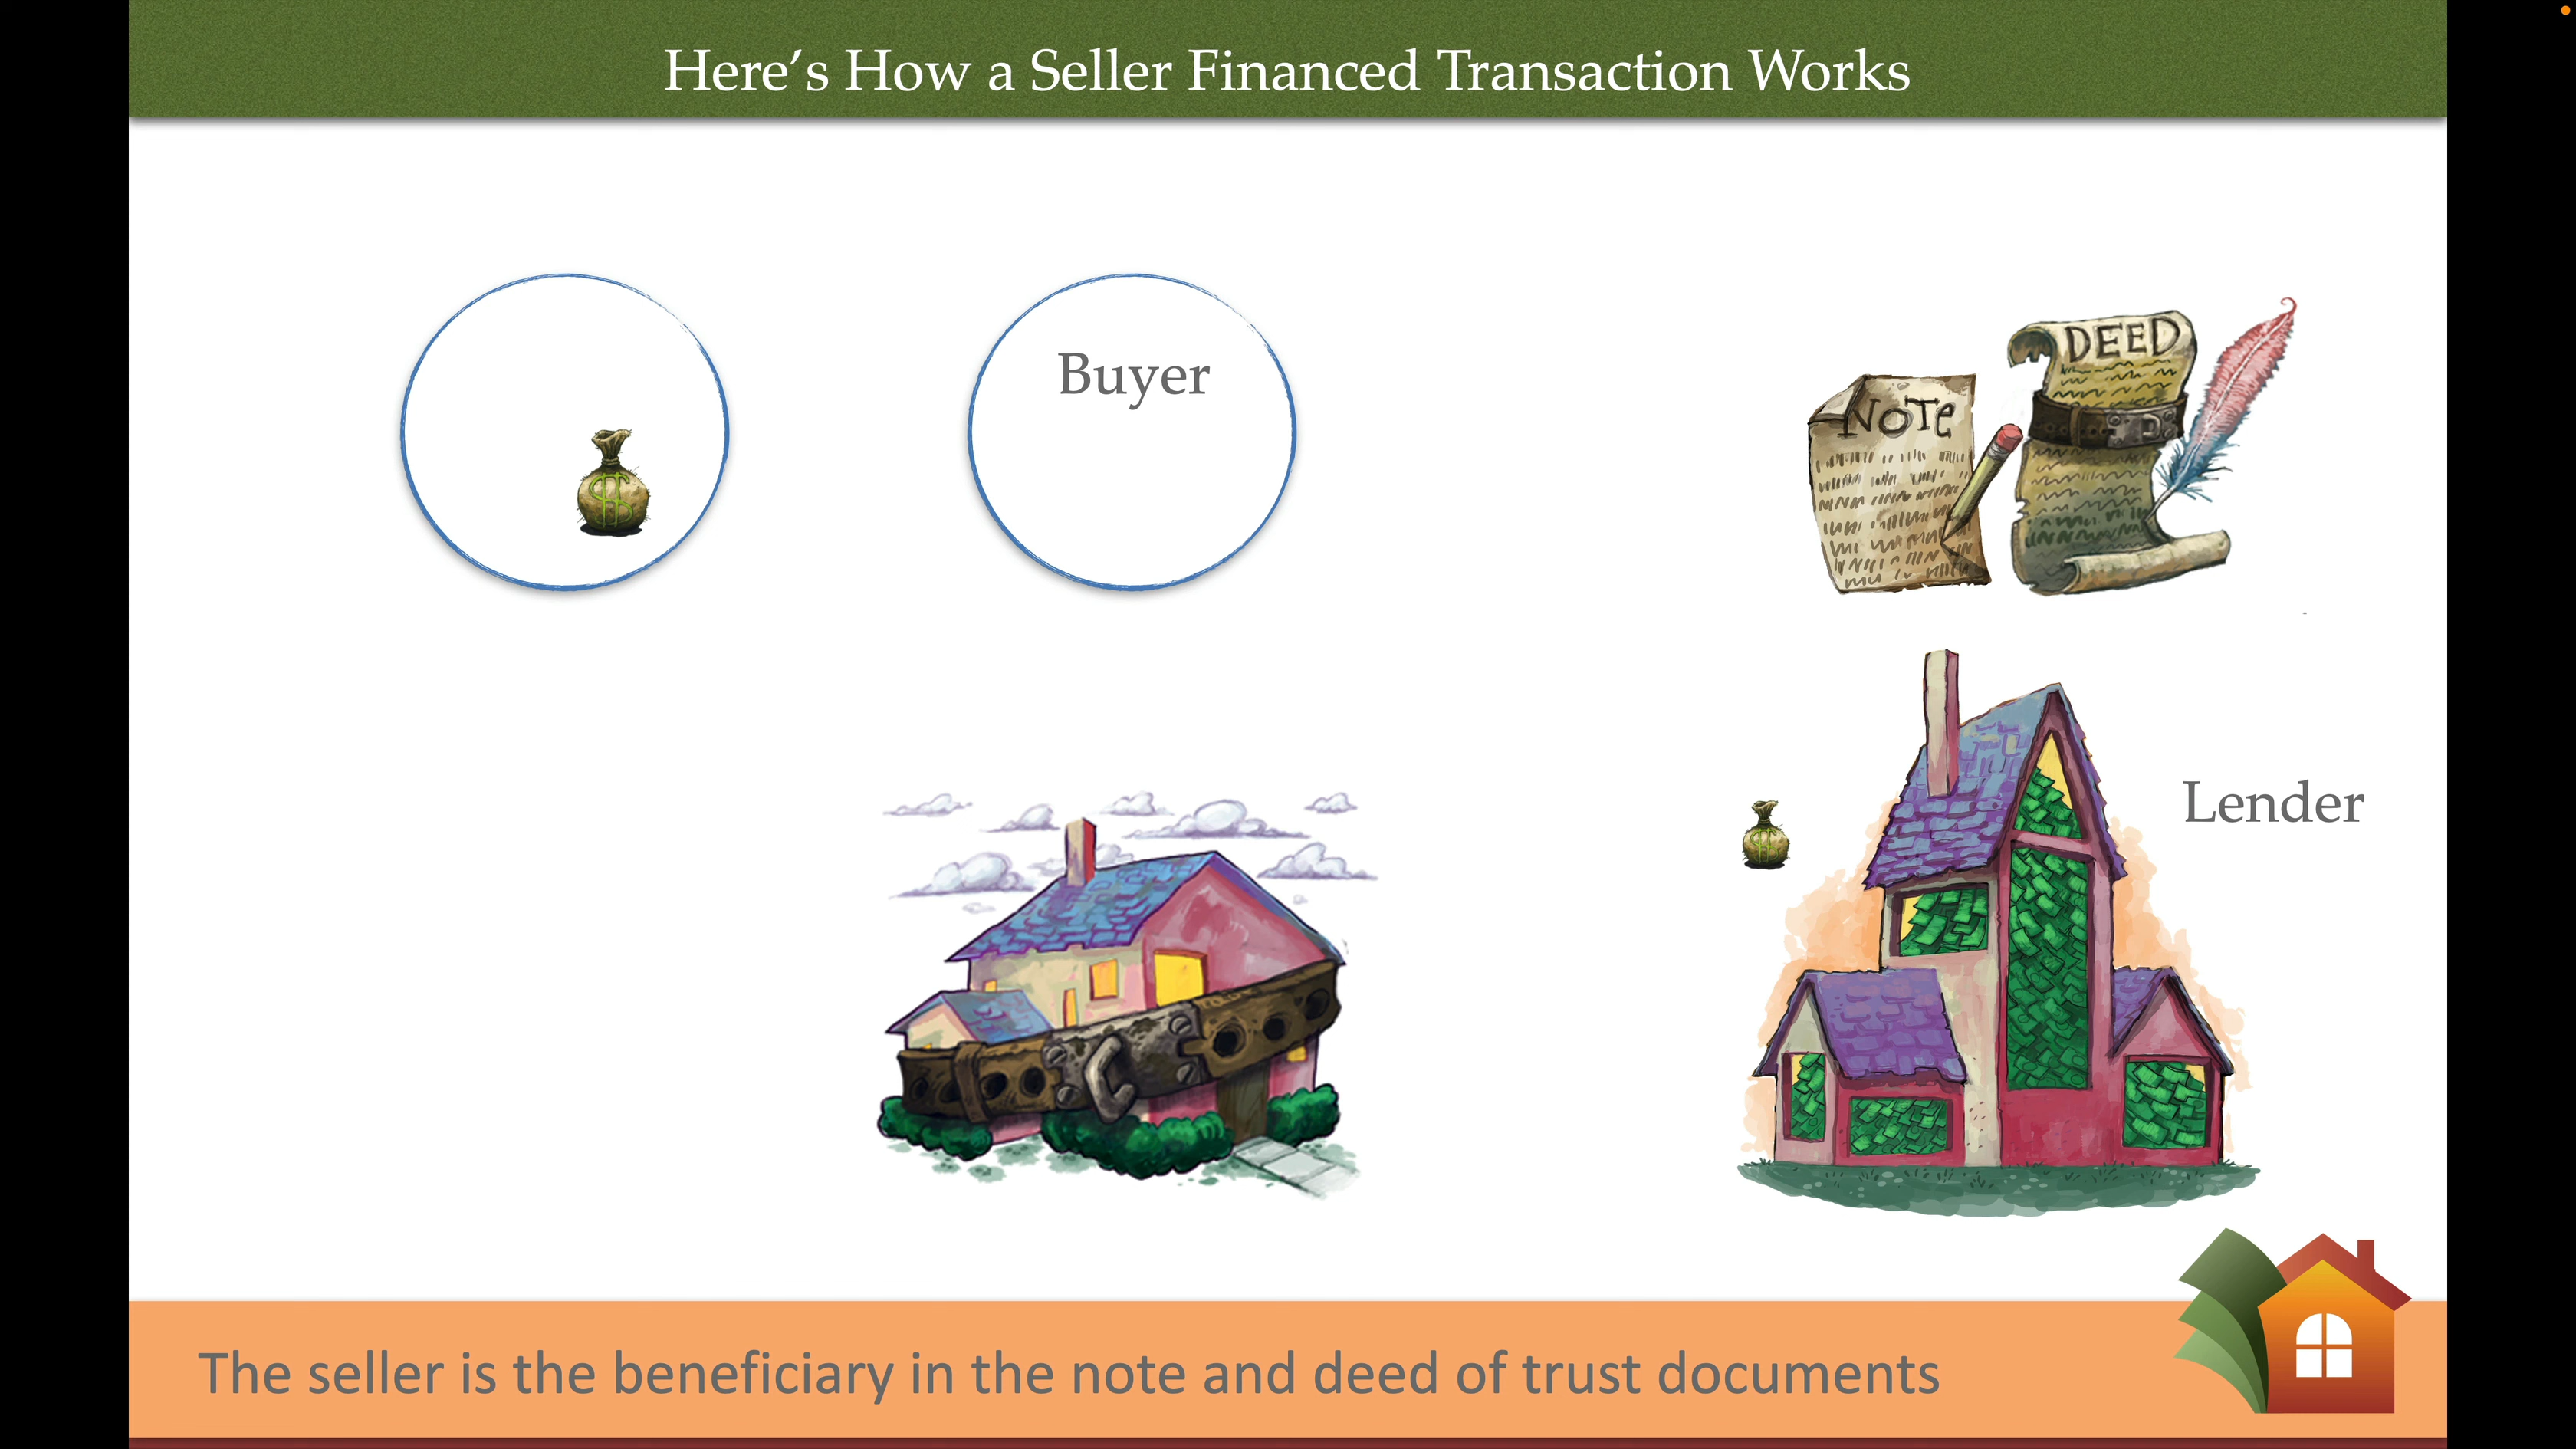 Here's How a Seller Financed Transaction Works
Buyer
NOTe
DEED
Lender
The seller is the beneficiary in the note and deed of trust documents